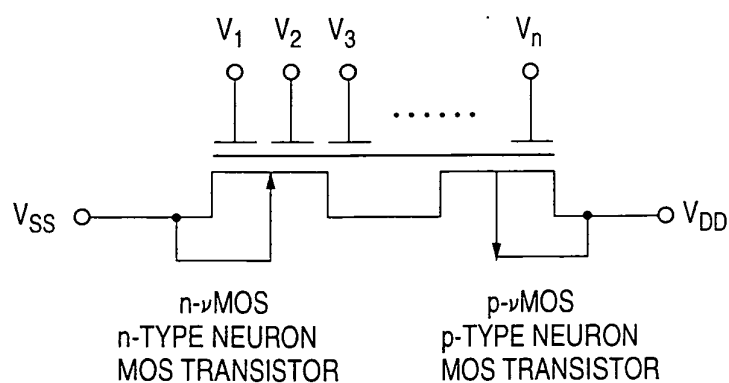 V1 V2 V3 Vn
......
VSS VDD
n-νMOS
n-TYPE NEURON
MOS TRANSISTOR
p-νMOS
p-TYPE NEURON
MOS TRANSISTOR